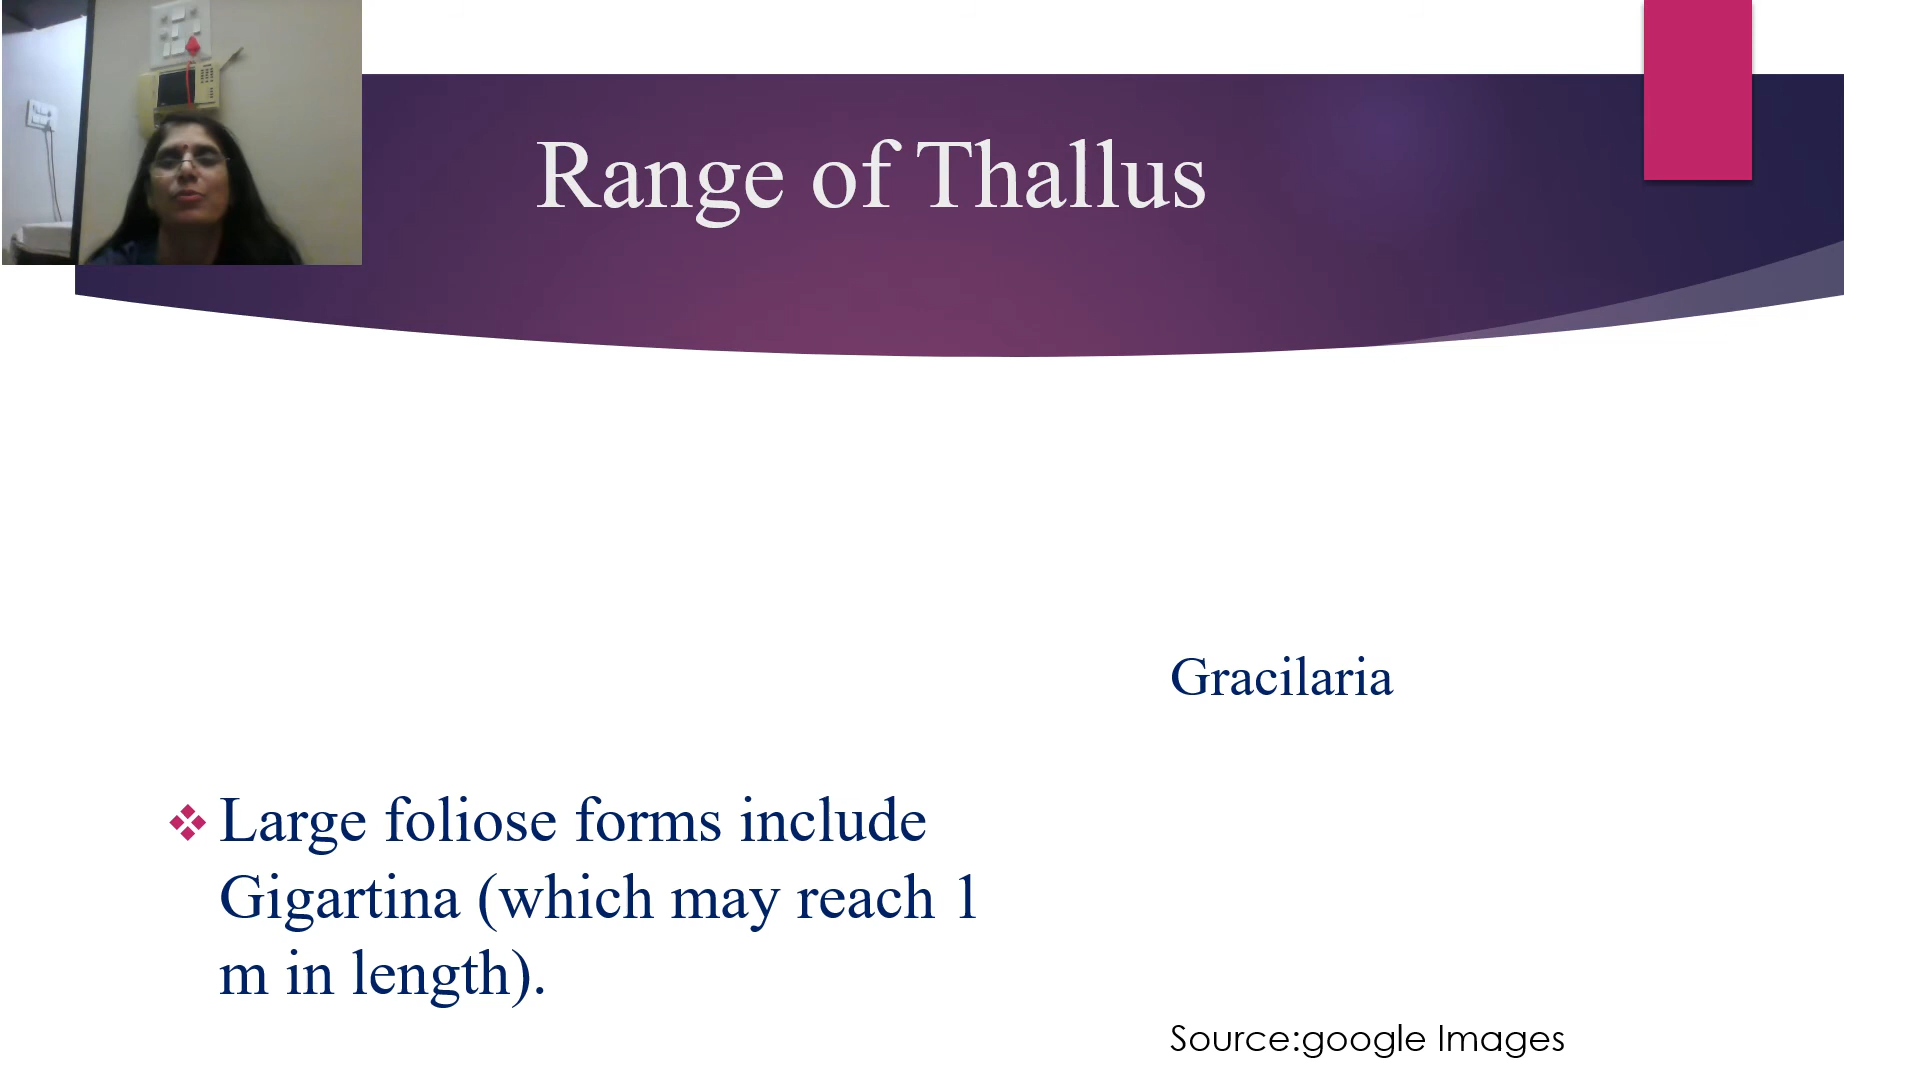 Range of Thallus
Gracilaria
Large foliose forms include
Gigartina (which may reach 1
m in length).
Source:google Images